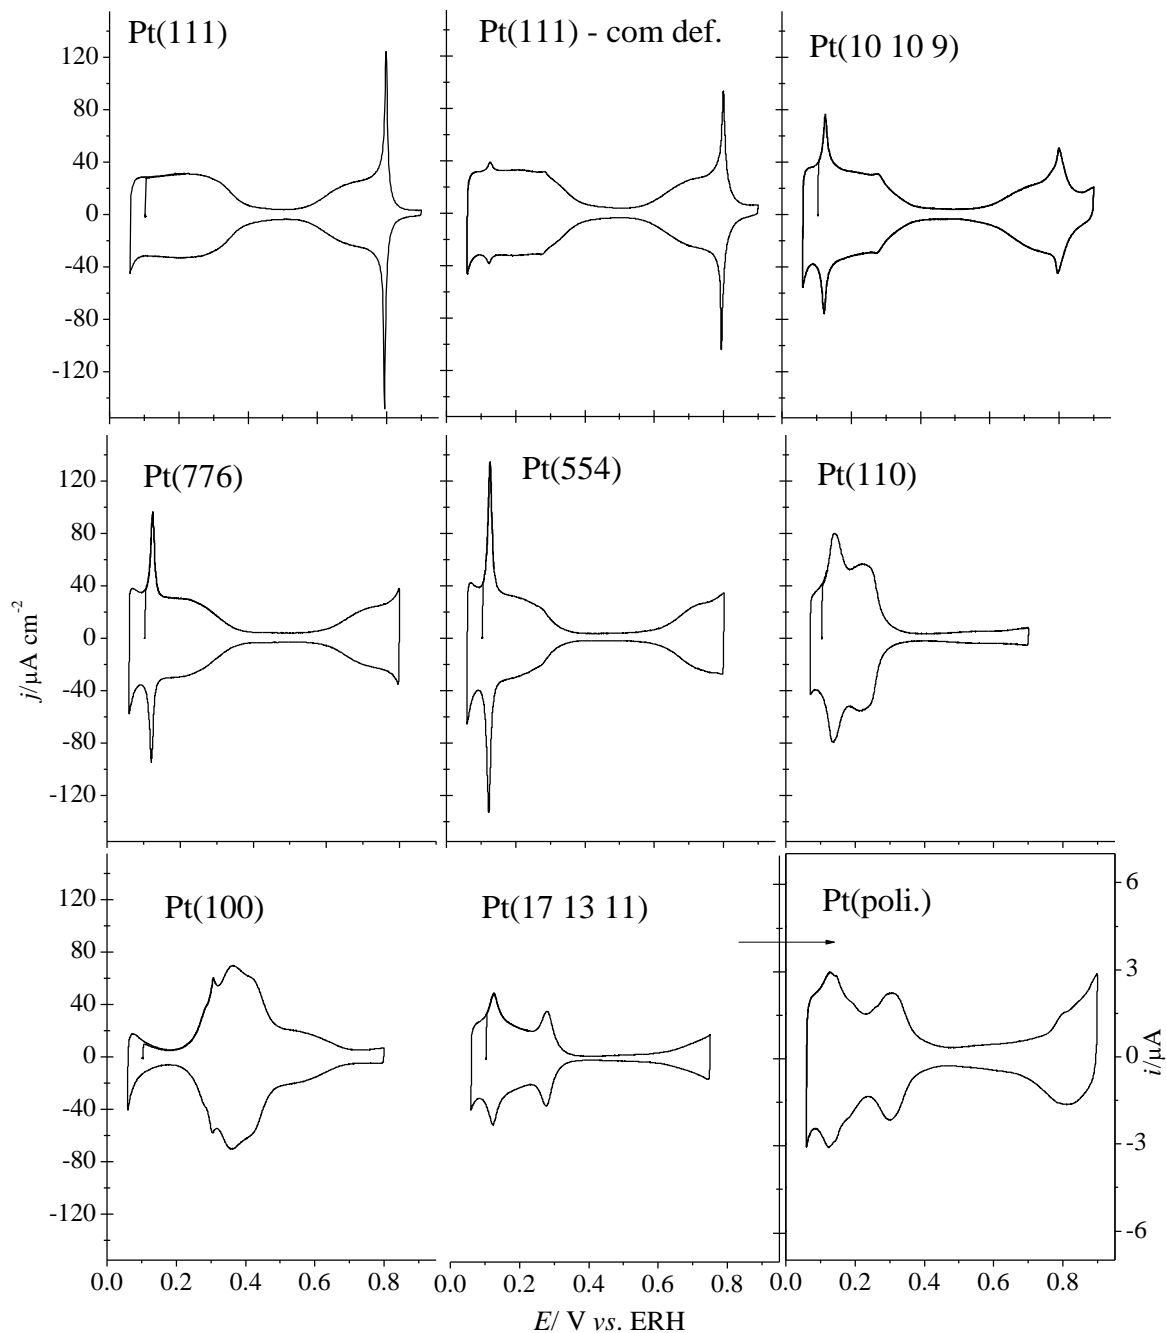 Pt(111)
Pt(111) - com def.
Pt(10 10 9)
120
80
40
0
-40
-80
-120
Pt(776)
Pt(554)
Pt(110)
120
80
40
0
-40
-80
-120
j/μA cm-2
Pt(100)
Pt(17 13 11)
Pt(poli.)
120
80
40
0
-40
-80
-120
6
3
0
-3
-6
i/μA
0.0 0.2 0.4 0.6 0.8
0.0 0.2 0.4 0.6 0.8
0.0 0.2 0.4 0.6 0.8
E/ V vs. ERH